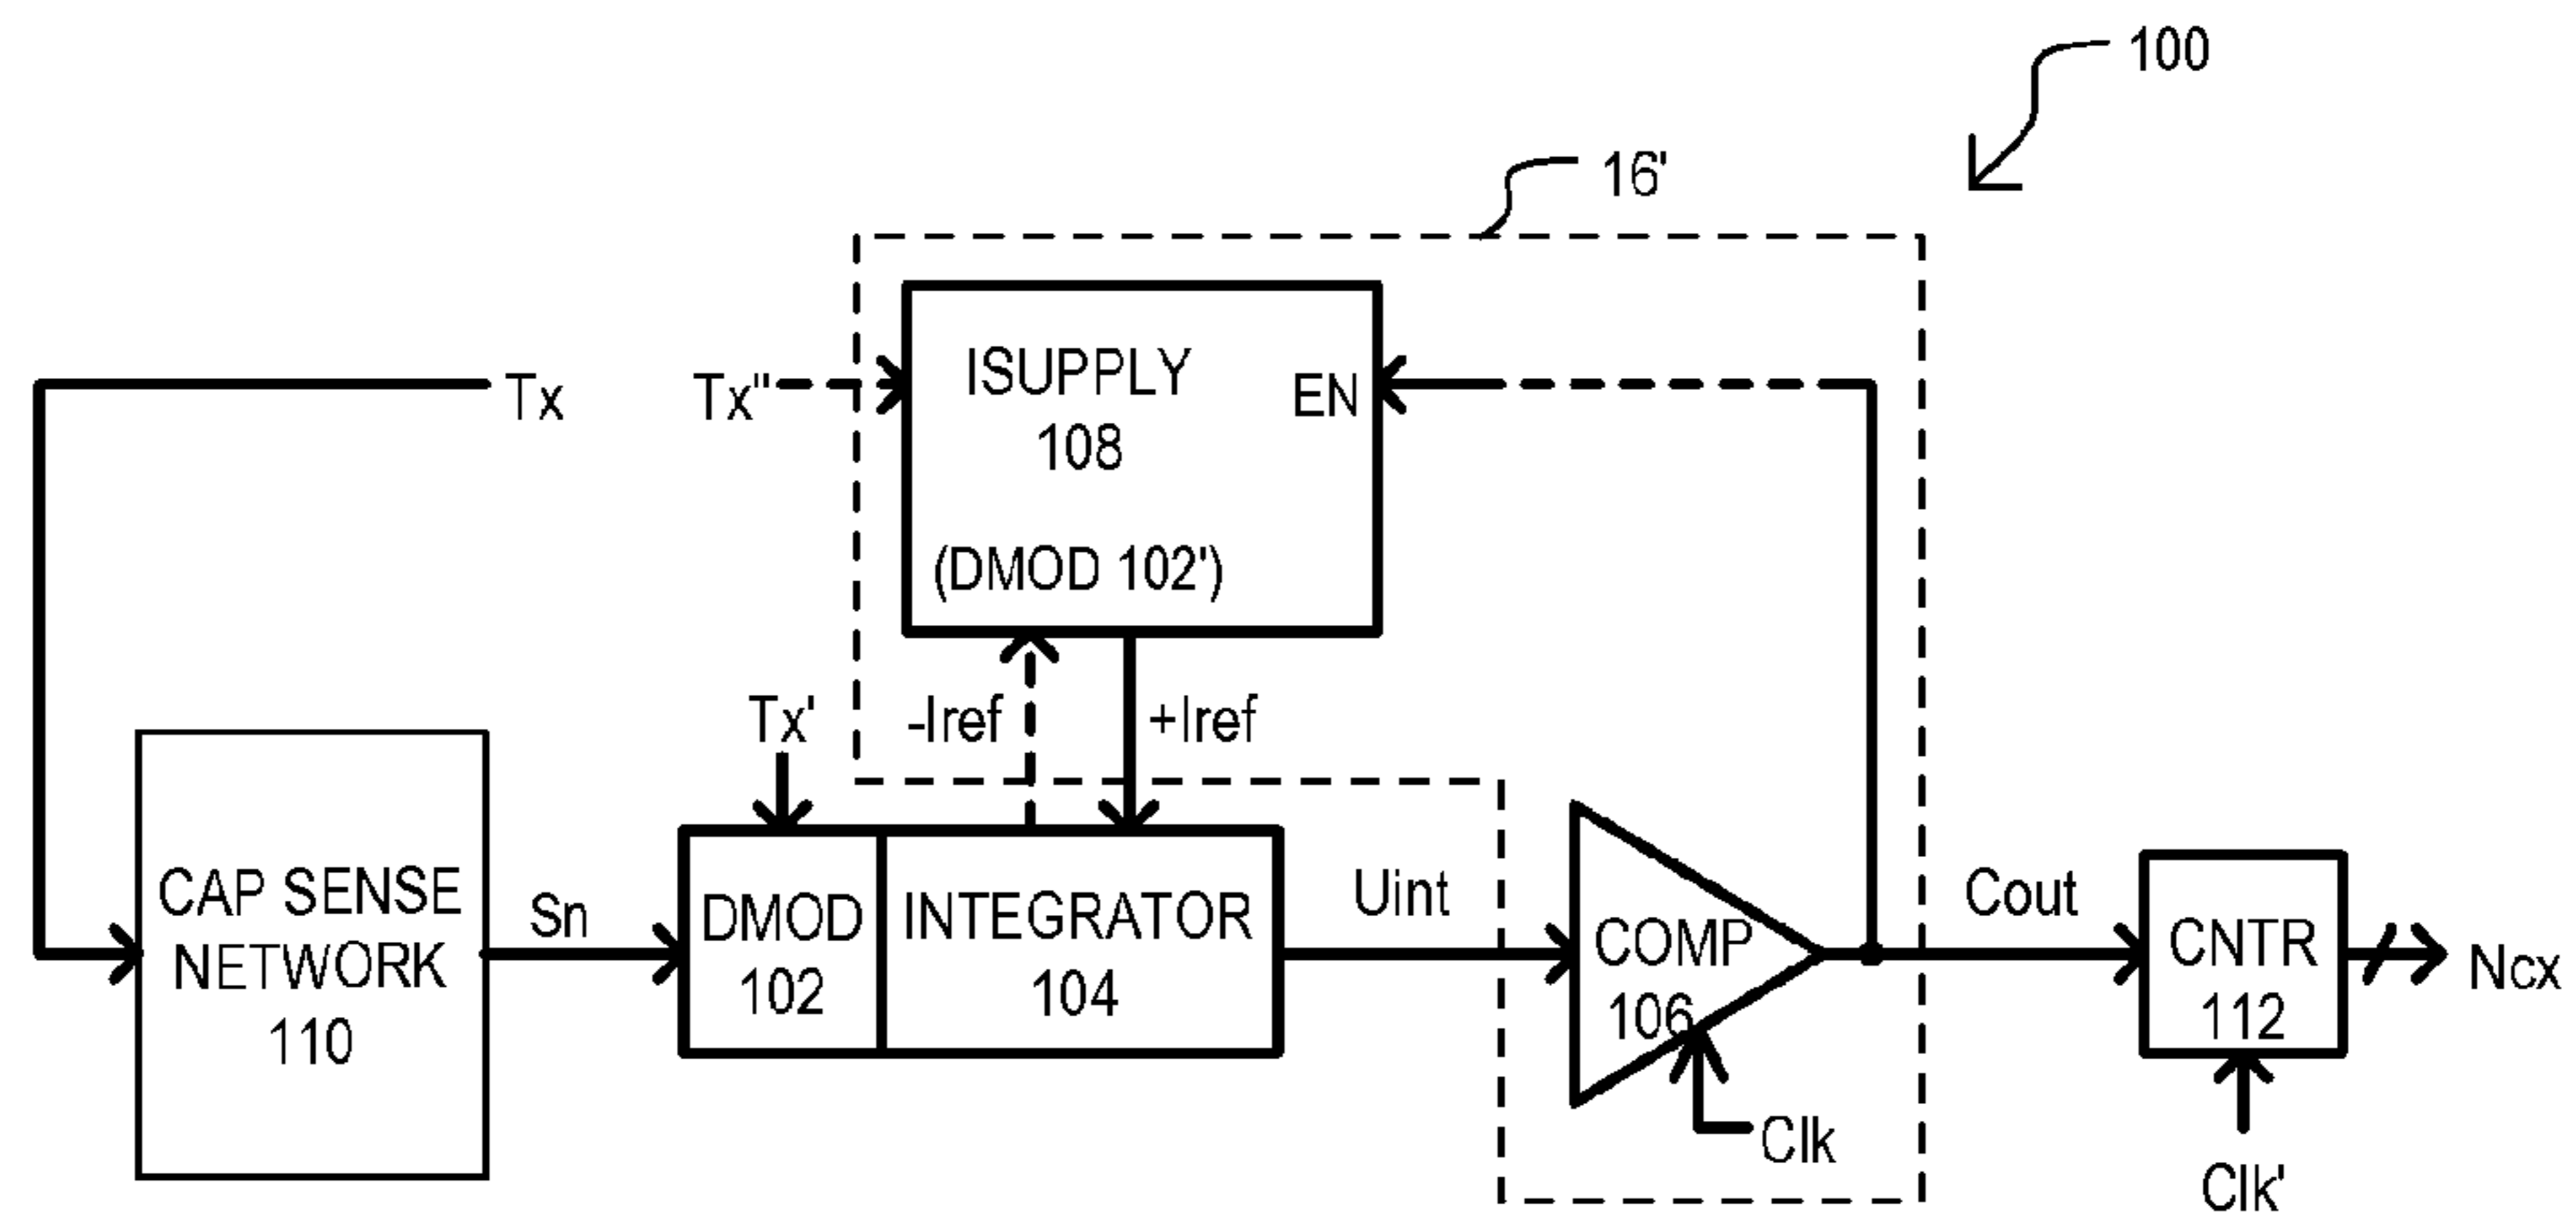 100
16'
Tx
Tx"
ISUPPLY
108
EN
(DMOD 102')
Tx'
-Iref
+Iref
CAP SENSE
NETWORK
110
Sn
DMOD
102
INTEGRATOR
104
Uint
COMP
106
Clk
Cout
CNTR
112
Ncx
Clk'